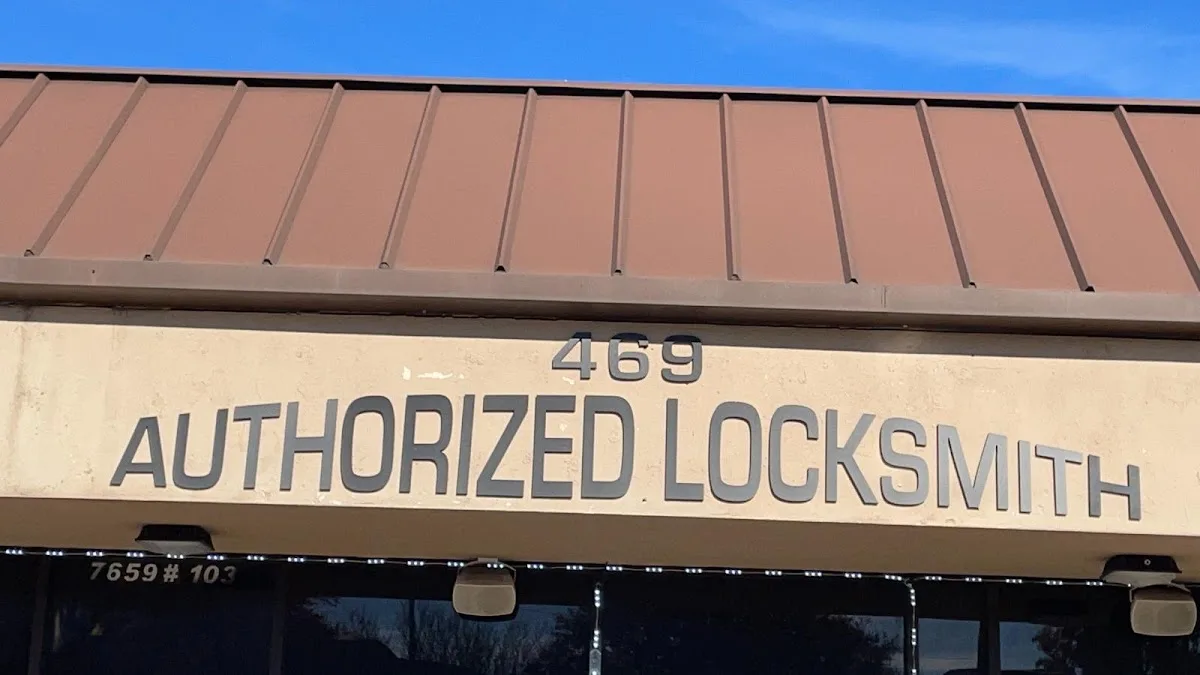 469
AUTHORIZED LOCKSMITH
7659 # 103